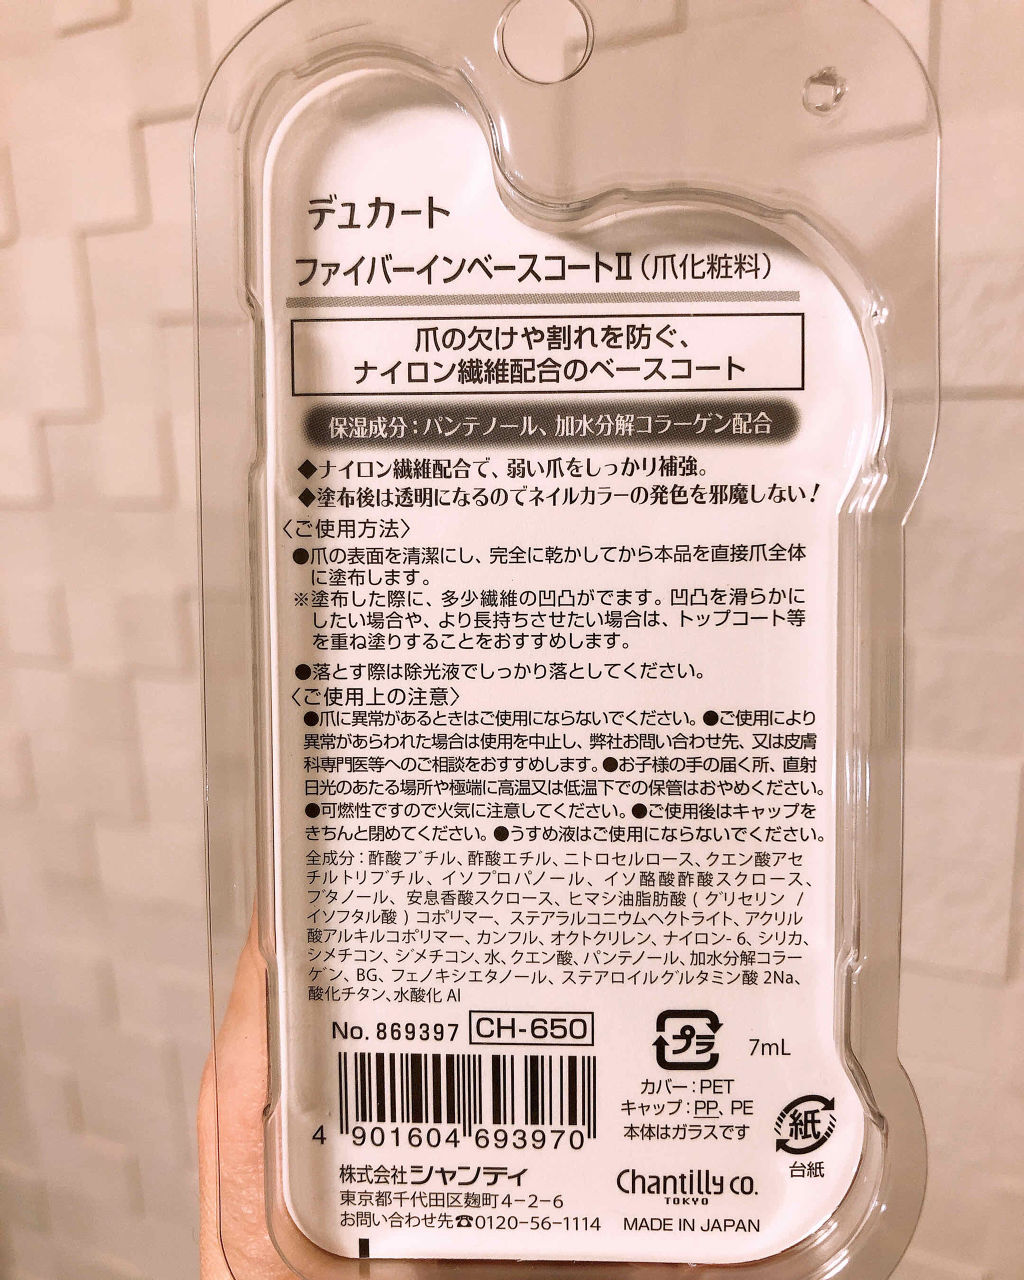 デュカート
ファイバーインベースコートⅡ(爪化粧料)
爪の欠けや割れを防ぐ、
ナイロン繊維配合のベースコート
保湿成分:パンテノール、加水分解コラーゲン配合
◆ナイロン繊維配合で、弱い爪をしっかり補強。
◆塗布後は透明になるのでネイルカラーの発色を邪魔しない!
〈ご使用方法〉
●爪の表面を清潔にし、完全に乾かしてから本品を直接爪全体
に塗布します。
※塗布した際に、多少繊維の凹凸がでます。凹凸を滑らかに
したい場合や、より長持ちさせたい場合は、トップコート等
を重ね塗りすることをおすすめします。
●落とす際は除光液でしっかり落としてください。
〈ご使用上の注意〉
●爪に異常があるときはご使用にならないでください。●ご使用により
異常があらわれた場合は使用を中止し、弊社お問い合わせ先、又は皮膚
科専門医等へのご相談をおすすめします。●お子様の手の届く所、直射
日光のあたる場所や極端に高温又は低温下での保管はおやめください。
●可燃性ですので火気に注意してください。●ご使用後はキャップを
きちんと閉めてください。●うすめ液はご使用にならないでください。
全成分:酢酸ブチル、酢酸エチル、ニトロセルロース、クエン酸アセ
チルトリブチル、イソプロパノール、イソ酪酸酢酸スクロース、
ブタノール、安息香酸スクロース、ヒマシ油脂肪酸(グリセリン/
イソフタル酸)コポリマー、ステアラルコニウムヘクトライト、アクリル
酸アルキルコポリマー、カンフル、オクトクリレン、ナイロン-6、シリカ、
シメチコン、ジメチコン、水、クエン酸、パンテノール、加水分解コラー
ゲン、BG、フェノキシエタノール、ステアロイルグルタミン酸2Na、
酸化チタン、水酸化Al
No. 869397 CH-650
4 901604 693970
プラ
7mL
カバー:PET
キャップ:PP、PE
本体はガラスです
紙
台紙
株式会社シャンティ
東京都千代田区麹町4-2-6
お問い合わせ先☎0120-56-1114
Chantilly co.
TOKYO
MADE IN JAPAN